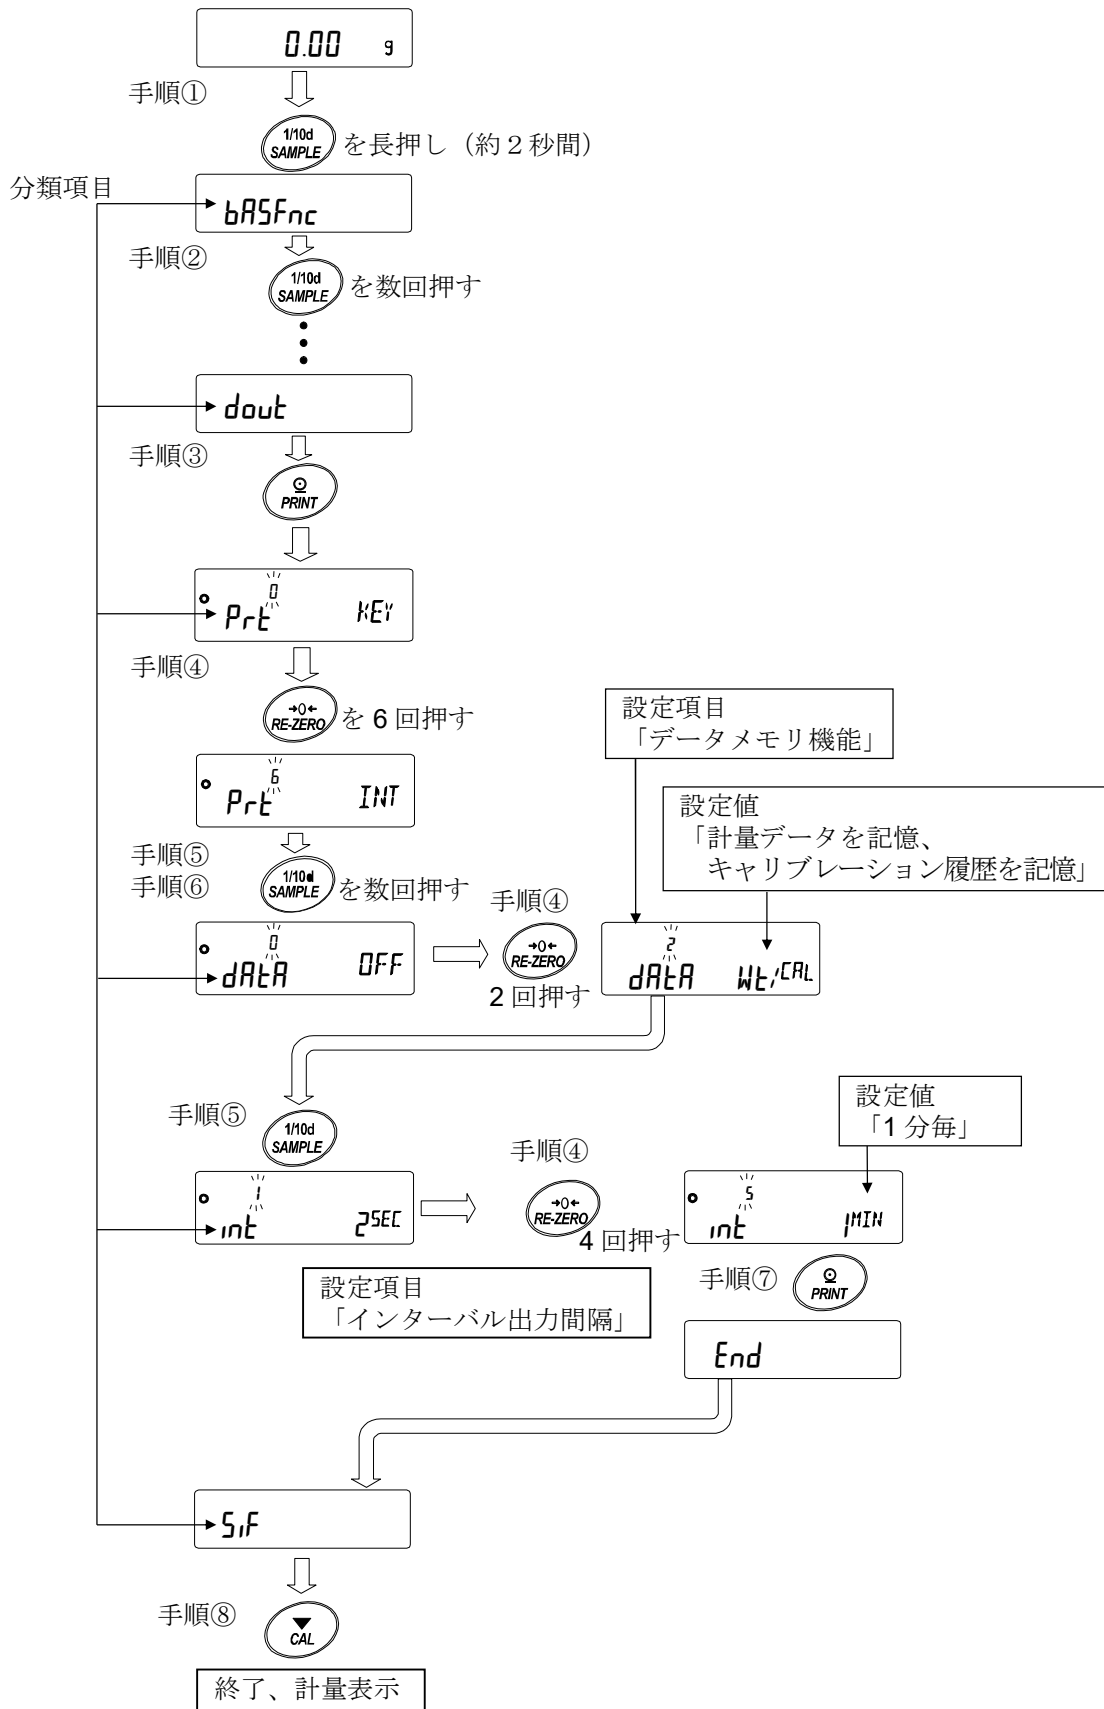 0.00 g
手順①
1/10d
SAMPLE
を長押し（約２秒間）
分類項目
bASFnc
手順②
1/10d
SAMPLE
を数回押す
dout
手順③
PRINT
0
Prt KEY
手順④
→0←
RE-ZERO
を 6 回押す
設定項目
「データメモリ機能」
6
Prt INT
設定値
「計量データを記憶、
キャリブレーション履歴を記憶」
手順⑤
手順⑥
1/10d
SAMPLE
を数回押す
手順④
0
dAtA OFF
→0←
RE-ZERO
2 回押す
2
dAtA Wt/CAL
手順⑤
1/10d
SAMPLE
設定値
「1 分毎」
手順④
1
int 2SEC
→0←
RE-ZERO
4 回押す
5
int 1MIN
設定項目
「インターバル出力間隔」
手順⑦
PRINT
End
SiF
手順⑧
CAL
終了、計量表示